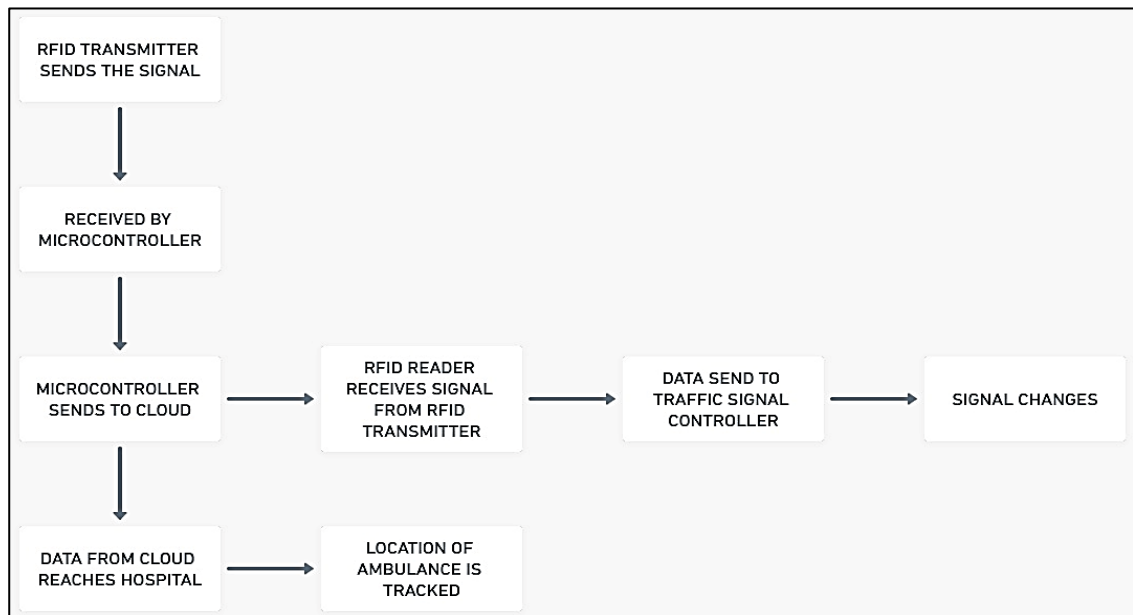 RFID TRANSMITTER
SENDS THE SIGNAL
RECEIVED BY
MICROCONTROLLER
MICROCONTROLLER
SENDS TO CLOUD
RFID READER
RECEIVES SIGNAL
FROM RFID
TRANSMITTER
DATA SEND TO
TRAFFIC SIGNAL
CONTROLLER
SIGNAL CHANGES
DATA FROM CLOUD
REACHES HOSPITAL
LOCATION OF
AMBULANCE IS
TRACKED